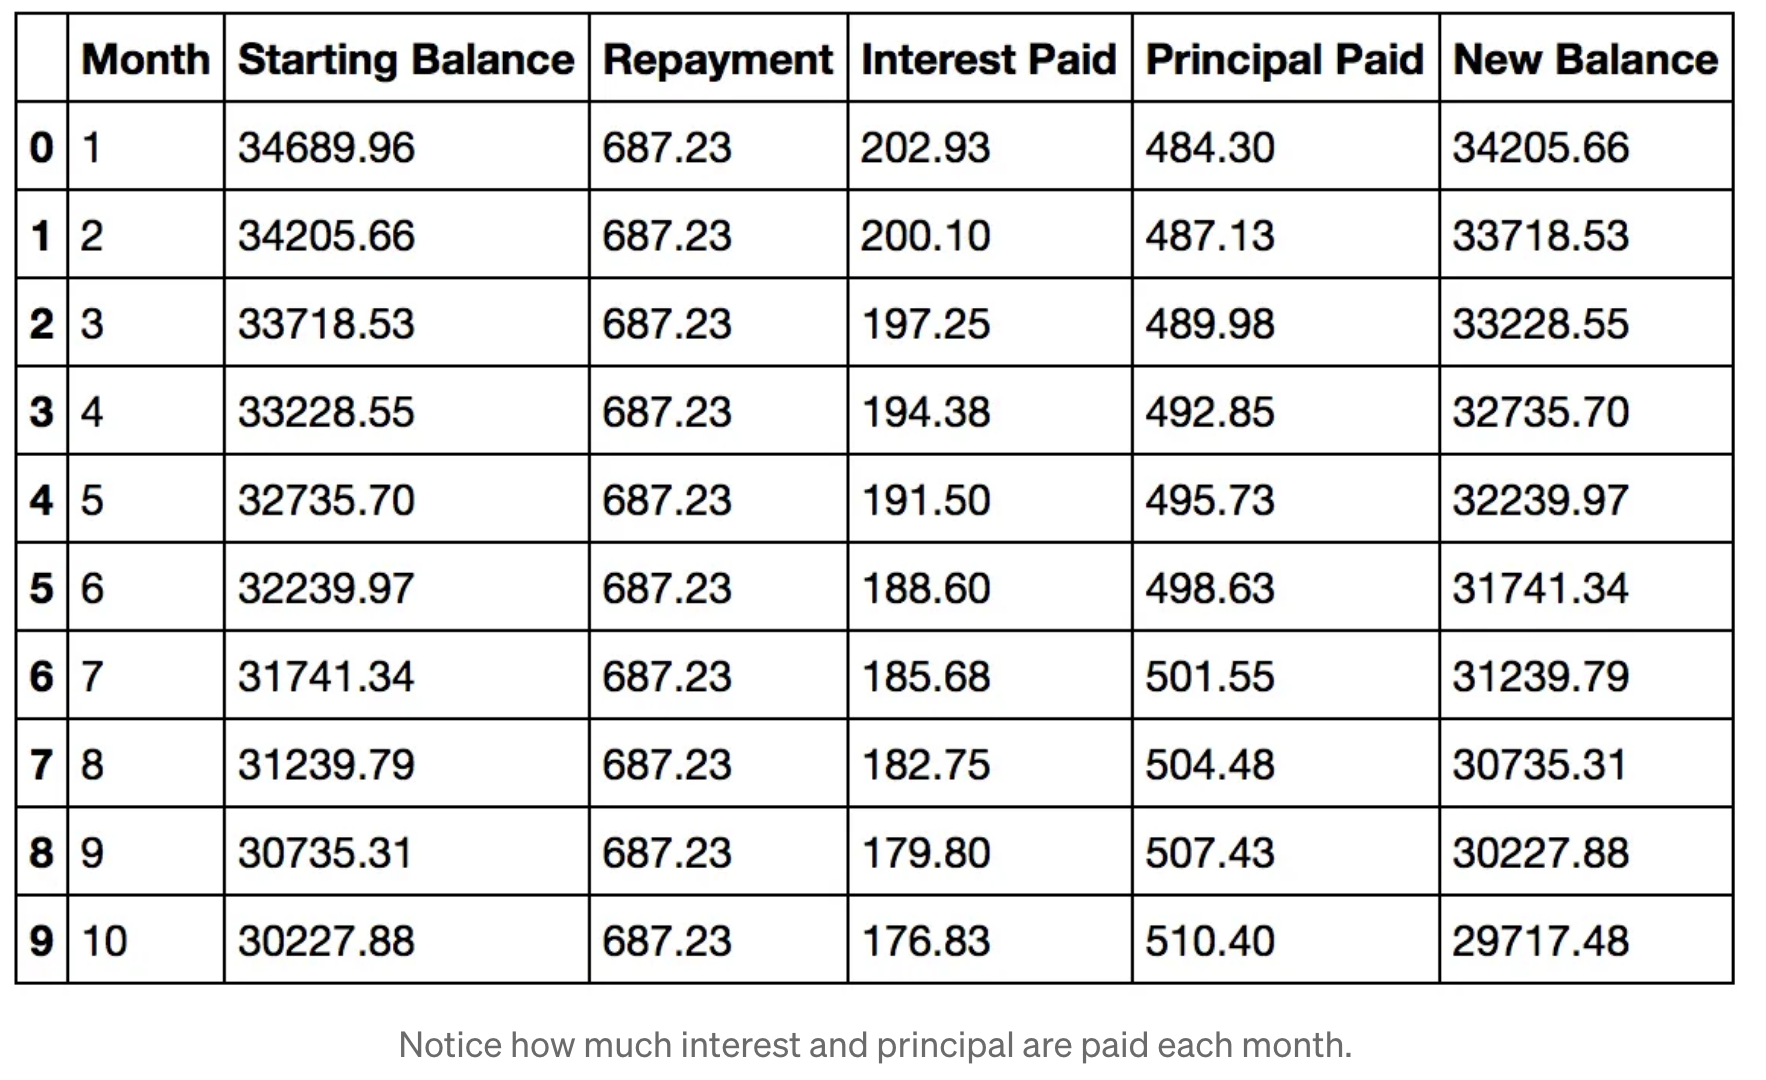 Month Starting Balance Repayment Interest Paid Principal Paid New Balance
0 1 34689.96 687.23 202.93 484.30 34205.66
1 2 34205.66 687.23 200.10 487.13 33718.53
2 3 33718.53 687.23 197.25 489.98 33228.55
3 4 33228.55 687.23 194.38 492.85 32735.70
4 5 32735.70 687.23 191.50 495.73 32239.97
5 6 32239.97 687.23 188.60 498.63 31741.34
6 7 31741.34 687.23 185.68 501.55 31239.79
7 8 31239.79 687.23 182.75 504.48 30735.31
8 9 30735.31 687.23 179.80 507.43 30227.88
9 10 30227.88 687.23 176.83 510.40 29717.48
Notice how much interest and principal are paid each month.